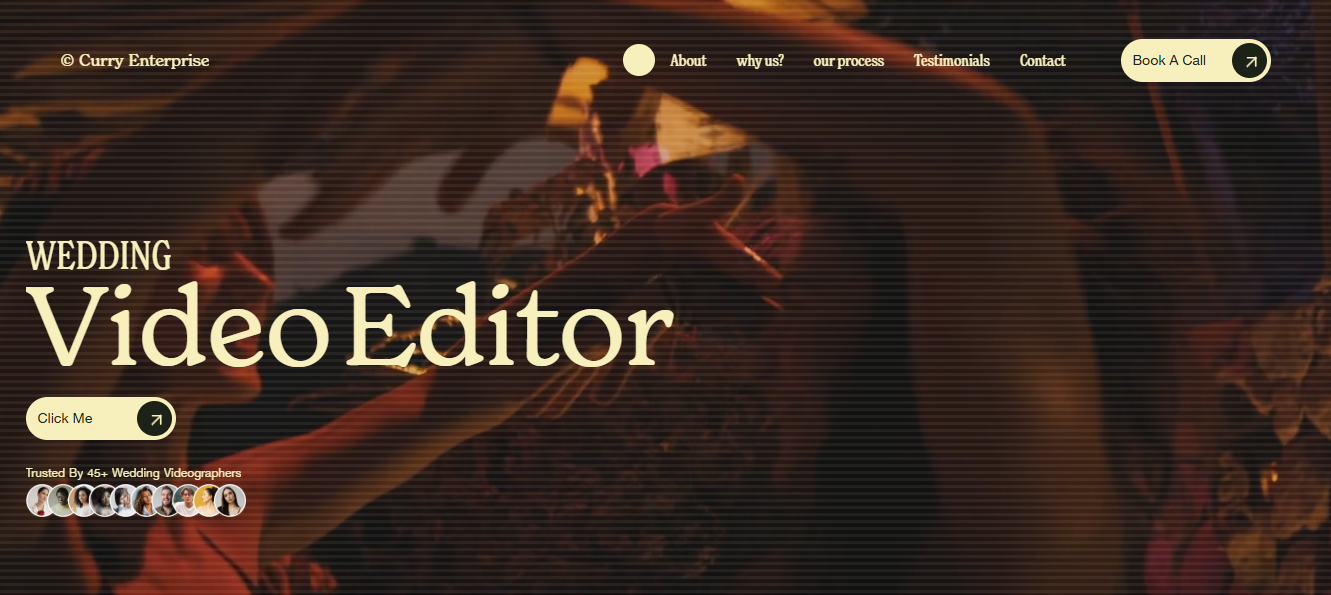 © Curry Enterprise
About why us? our process Testimonials Contact Book A Call
WEDDING
Video Editor
Click Me
Trusted By 45+ Wedding Videographers